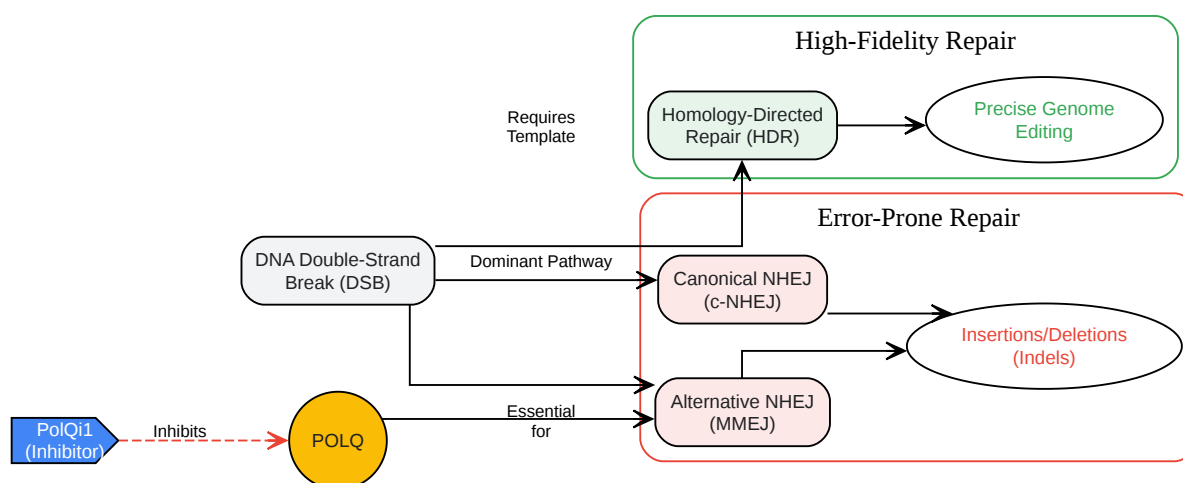 High-Fidelity Repair
Requires
Template
Homology-Directed
Repair (HDR)
Precise Genome
Editing
Error-Prone Repair
DNA Double-Strand
Break (DSB)
Dominant Pathway
Canonical NHEJ
(c-NHEJ)
Insertions/Deletions
(Indels)
Alternative NHEJ
(MMEJ)
Essential
for
PolQi1
(Inhibitor)
Inhibits
POLQ